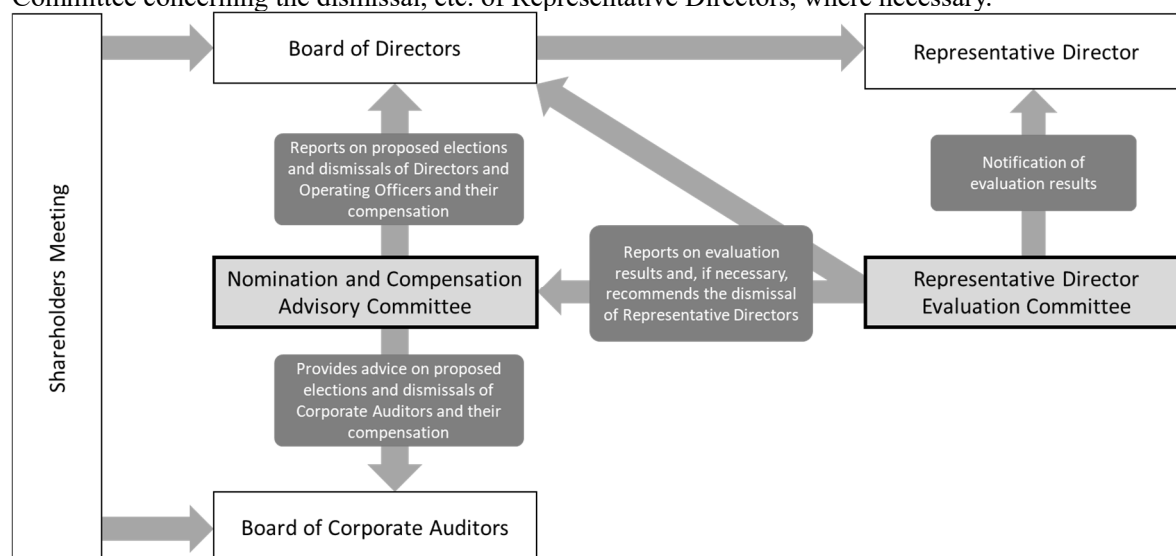 Committee concerning the dismissal, etc. of Representative Directors, where necessary.
Board of Directors
Representative Director
Reports on proposed elections
and dismissals of Directors and
Operating Officers and their
compensation
Notification of
evaluation results
Shareholders Meeting
Nomination and Compensation
Advisory Committee
Reports on evaluation
results and, if necessary,
recommends the dismissal
of Representative Directors
Representative Director
Evaluation Committee
Provides advice on proposed
elections and dismissals of
Corporate Auditors and their
compensation
Board of Corporate Auditors